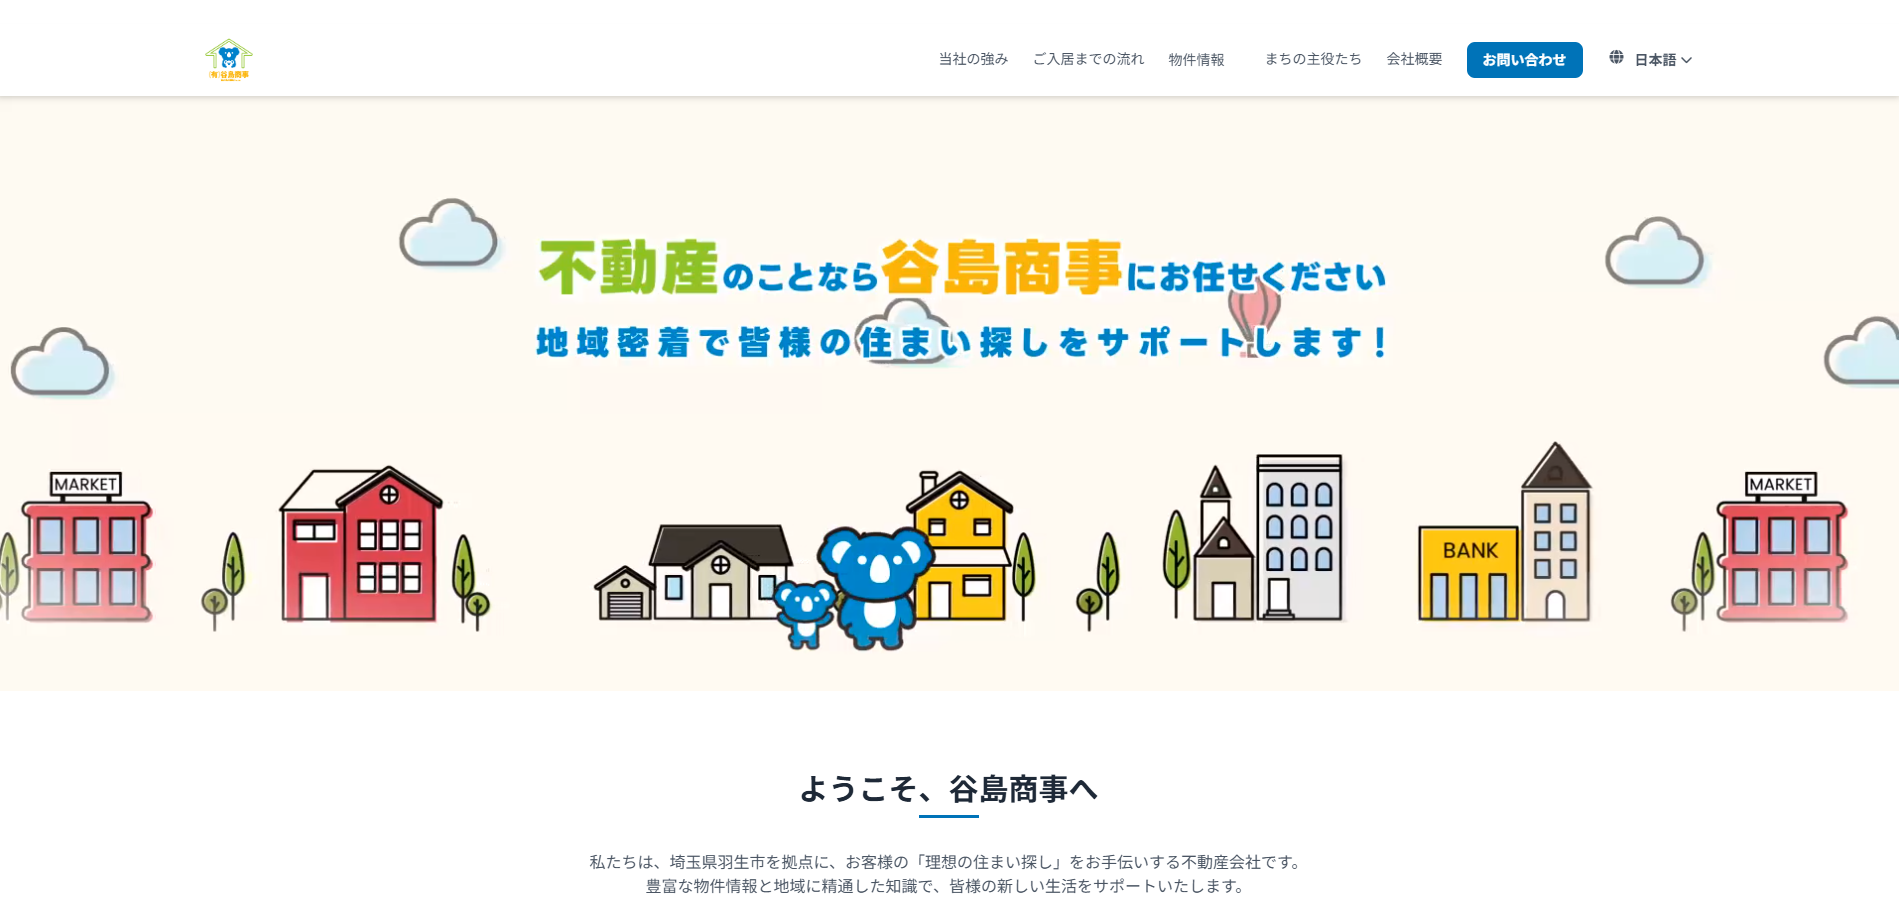 (有)谷島商事
当社の強み ご入居までの流れ 物件情報 まちの主役たち 会社概要 お問い合わせ 日本語
不動産のことなら谷島商事にお任せください
地域密着で皆様の住まい探しをサポートします！
MARKET
MARKET
BANK
ようこそ、谷島商事へ
私たちは、埼玉県羽生市を拠点に、お客様の「理想の住まい探し」をお手伝いする不動産会社です。
豊富な物件情報と地域に精通した知識で、皆様の新しい生活をサポートいたします。